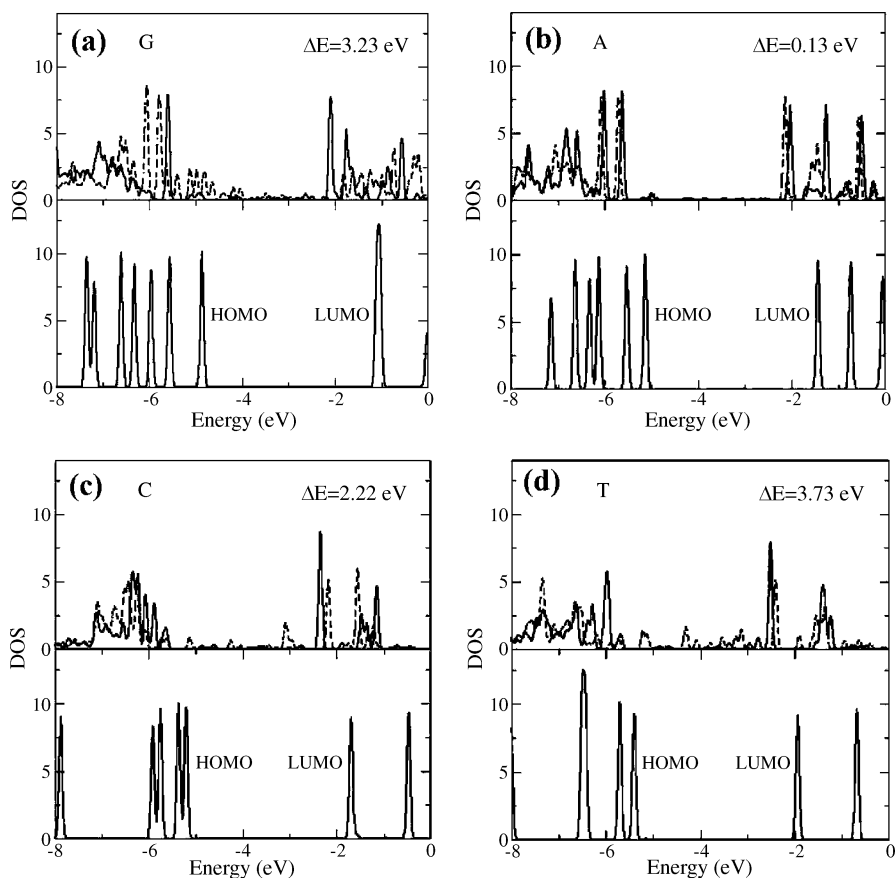 (a) G ΔE=3.23 eV
10
5
0
DOS
10
5
0
HOMO LUMO
-8 -6 -4 -2 0
Energy (eV)
(b) A ΔE=0.13 eV
10
5
0
DOS
10
5
0
HOMO LUMO
-8 -6 -4 -2 0
Energy (eV)
(c) C ΔE=2.22 eV
10
5
0
DOS
10
5
0
HOMO LUMO
-8 -6 -4 -2 0
Energy (eV)
(d) T ΔE=3.73 eV
10
5
0
DOS
10
5
0
HOMO LUMO
-8 -6 -4 -2 0
Energy (eV)